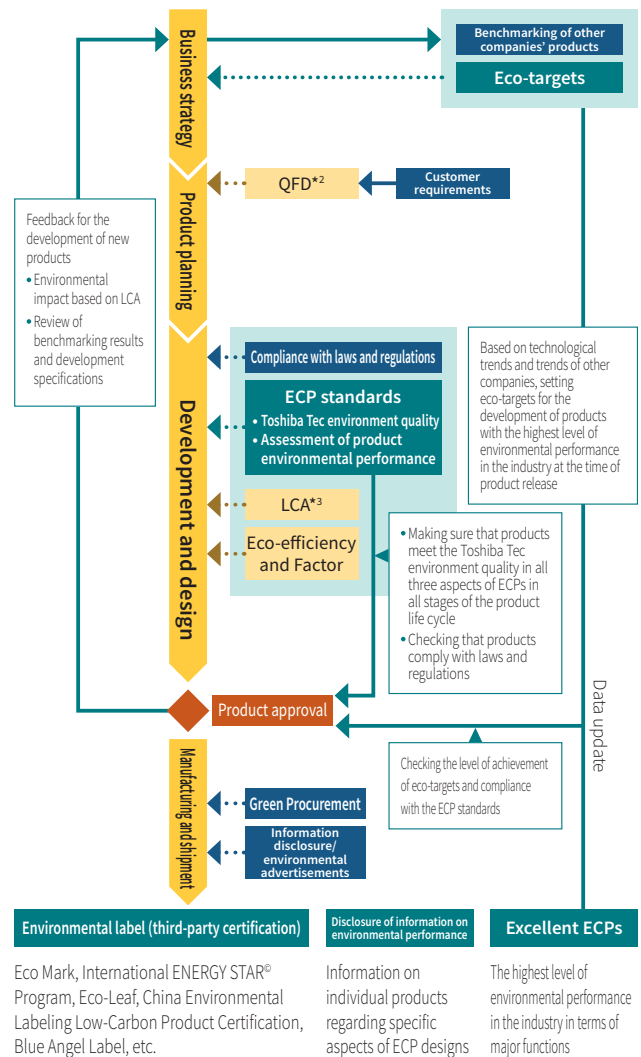 Business strategy
Benchmarking of other
companies' products
Eco-targets
Product planning
QFD*2
Customer
requirements
Feedback for the
development of new
products
• Environmental
impact based on LCA
• Review of
benchmarking results
and development
specifications
Development and design
Compliance with laws and regulations
ECP standards
• Toshiba Tec environment quality
• Assessment of product
environmental performance
LCA*3
Eco-efficiency
and Factor
Based on technological
trends and trends of other
companies, setting
eco-targets for the
development of products
with the highest level of
environmental performance
in the industry at the time of
product release
• Making sure that products
meet the Toshiba Tec
environment quality in all
three aspects of ECPs in
all stages of the product
life cycle
• Checking that products
comply with laws and
regulations
Product approval
Data update
Checking the level of achievement
of eco-targets and compliance
with the ECP standards
Manufacturing and shipment
Green Procurement
Information
disclosure/
environmental
advertisements
Environmental label (third-party certification)
Eco Mark, International ENERGY STAR©
Program, Eco-Leaf, China Environmental
Labeling Low-Carbon Product Certification,
Blue Angel Label, etc.
Disclosure of information on
environmental performance
Information on
individual products
regarding specific
aspects of ECP designs
Excellent ECPs
The highest level of
environmental performance
in the industry in terms of
major functions